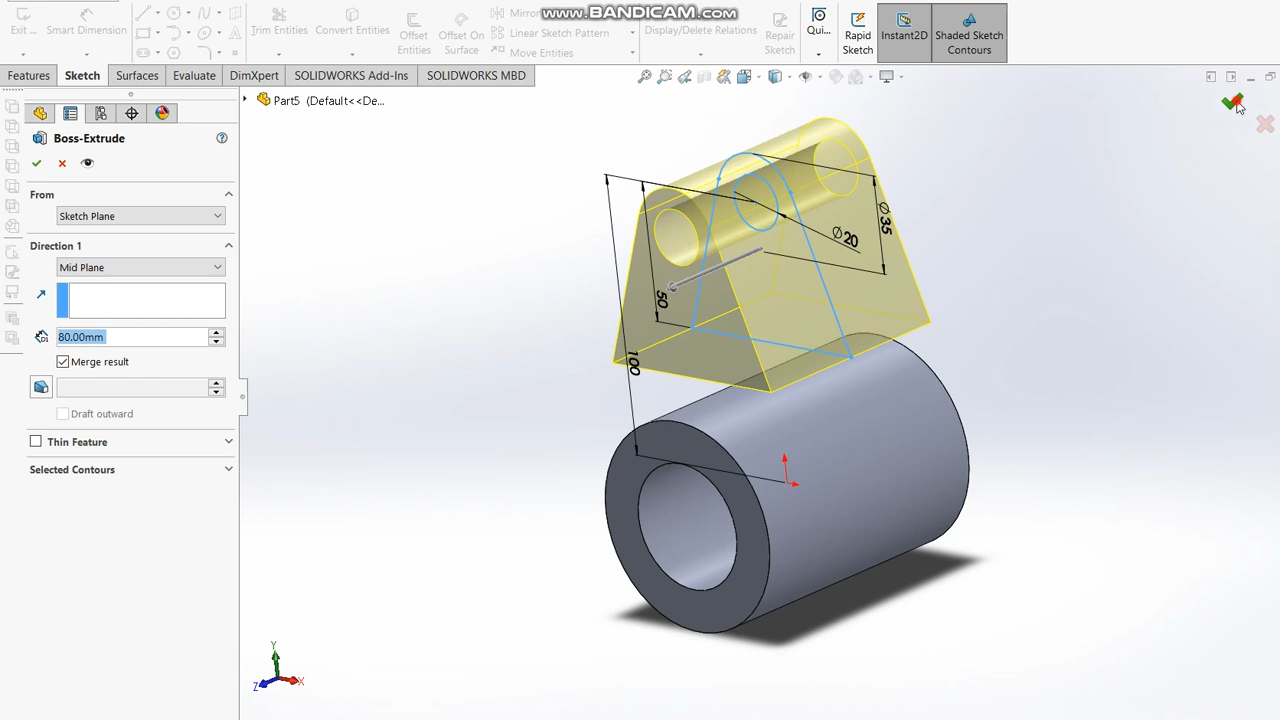 www.BANDICAM.com
Exit ...
Smart Dimension
Trim Entities
Convert Entities
Offset Entities
Offset On Surface
Mirror
Linear Sketch Pattern
Move Entities
Display/Delete Relations
Repair Sketch
Qui...
Rapid Sketch
Instant2D
Shaded Sketch Contours
Features
Sketch
Surfaces
Evaluate
DimXpert
SOLIDWORKS Add-Ins
SOLIDWORKS MBD
Part5 (Default<<De...
Boss-Extrude
From
Sketch Plane
Direction 1
Mid Plane
80.00mm
Merge result
Draft outward
Thin Feature
Selected Contours
Ø35
Ø20
50
100
Y
X
Z